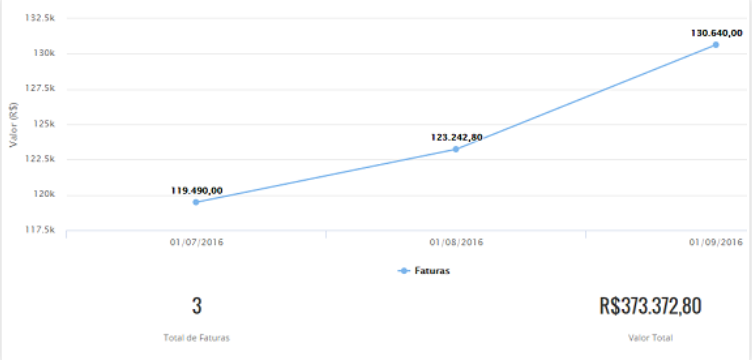 132.5k
130k
127.5k
125k
122.5k
120k
117.5k
Valor (R$)
119.490,00
123.242,80
130.640,00
01/07/2016
01/08/2016
01/09/2016
Faturas
3
Total de Faturas
R$373.372,80
Valor Total